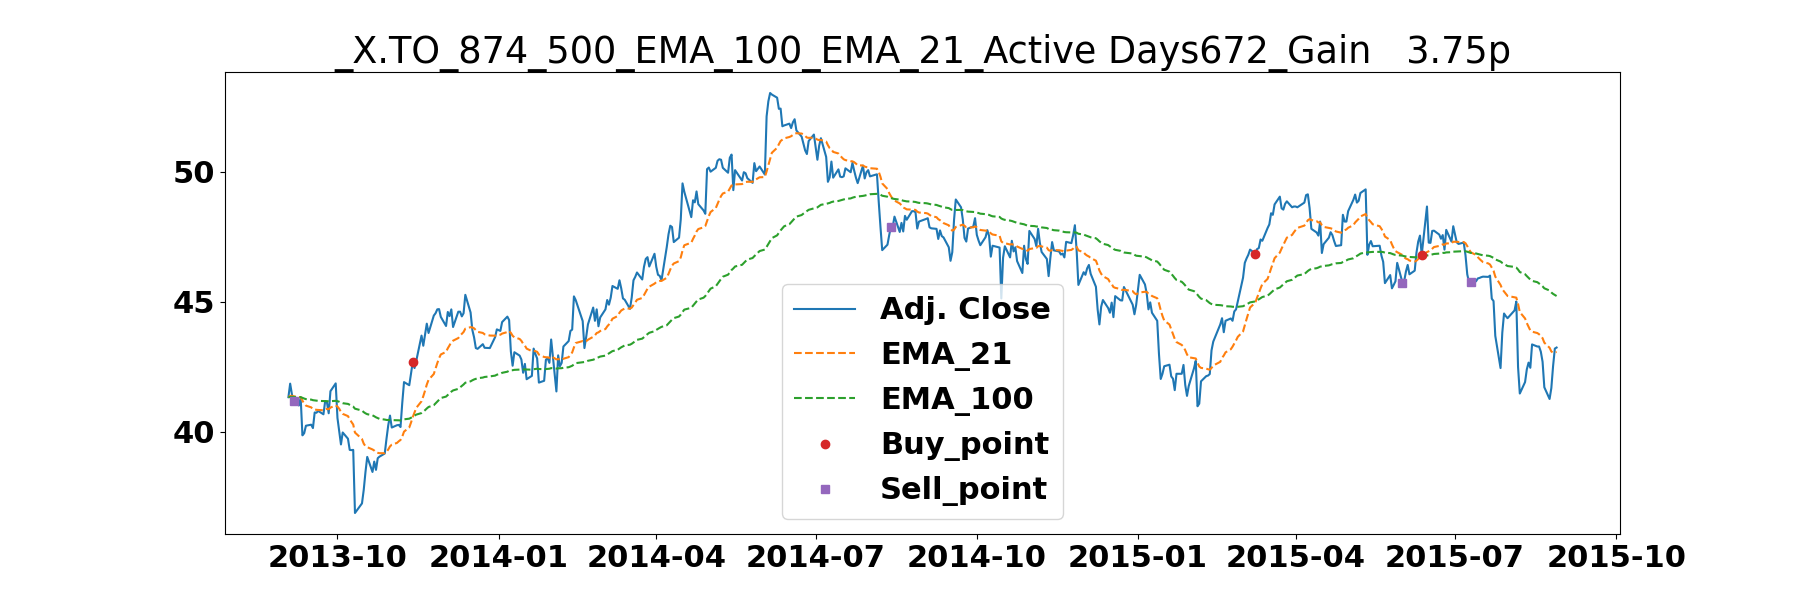 _X.TO_874_500_EMA_100_EMA_21_Active Days672_Gain   3.75p
50
45
40
Adj. Close
EMA_21
EMA_100
Buy_point
Sell_point
2013-10 2014-01 2014-04 2014-07 2014-10 2015-01 2015-04 2015-07 2015-10